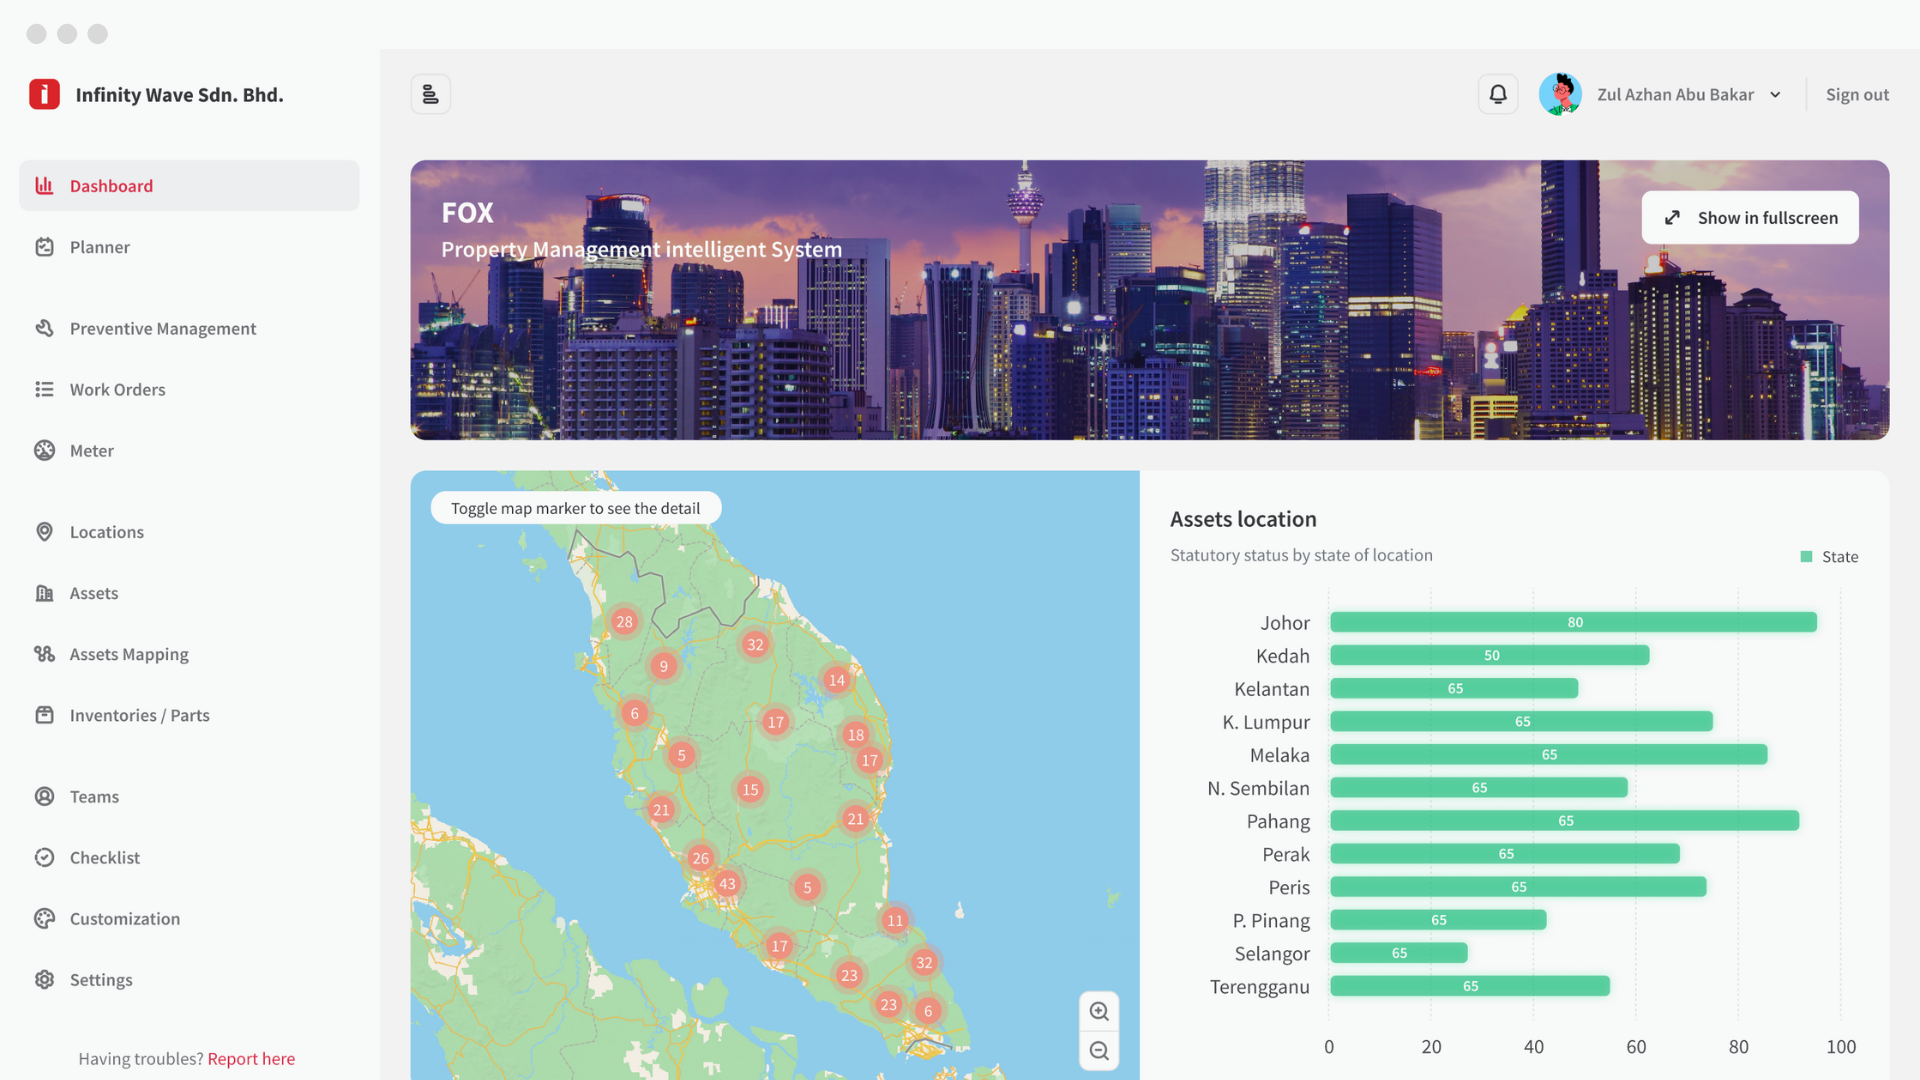 Infinity Wave Sdn. Bhd.
Zul Azhan Abu Bakar
Sign out
Dashboard
Planner
Preventive Management
Work Orders
Meter
Locations
Assets
Assets Mapping
Inventories / Parts
Teams
Checklist
Customization
Settings
Having troubles? Report here
FOX
Property Management intelligent System
Show in fullscreen
Toggle map marker to see the detail
28
32
9
14
6
17
18
5
17
15
21
21
26
43
5
11
17
32
23
23
6
Assets location
Statutory status by state of location
State
Johor 80
Kedah 50
Kelantan 65
K. Lumpur 65
Melaka 65
N. Sembilan 65
Pahang 65
Perak 65
Peris 65
P. Pinang 65
Selangor 65
Terengganu 65
0 20 40 60 80 100